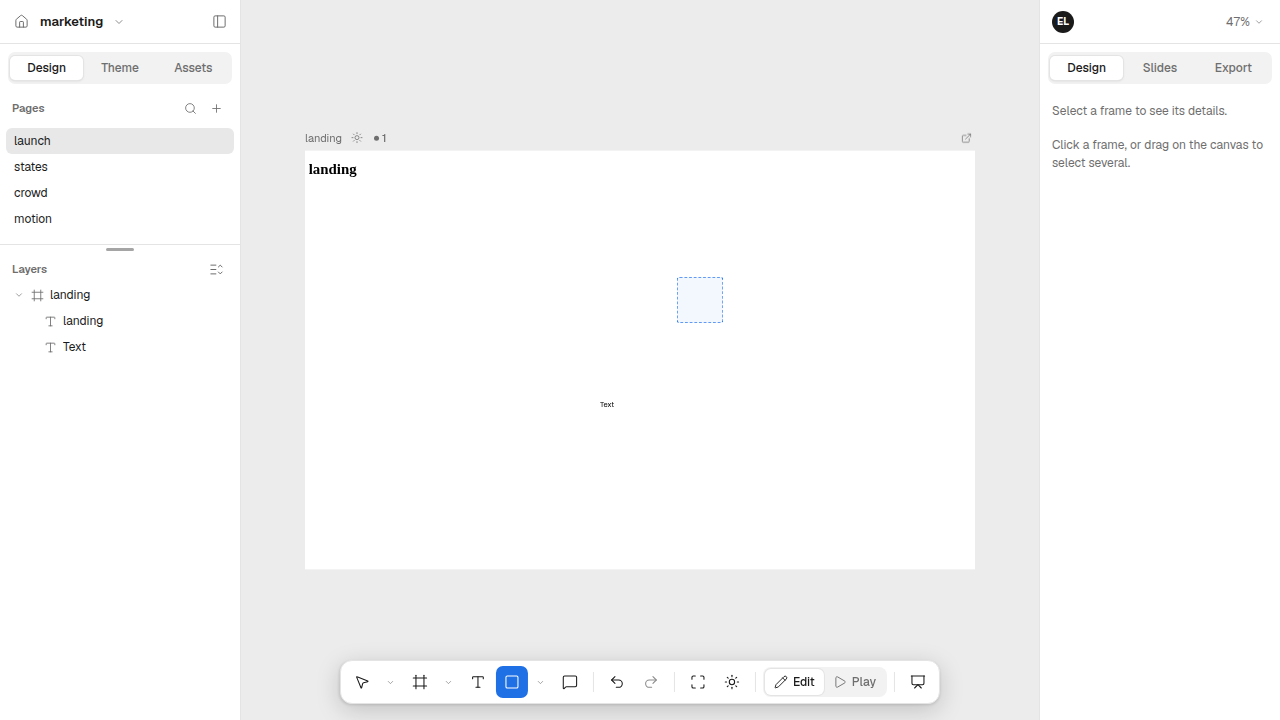 marketing
Design Theme Assets
Pages
launch
states
crowd
motion
Layers
landing
landing
Text
landing 1
landing
Text
Edit Play
EL 47%
Design Slides Export
Select a frame to see its details.
Click a frame, or drag on the canvas to
select several.